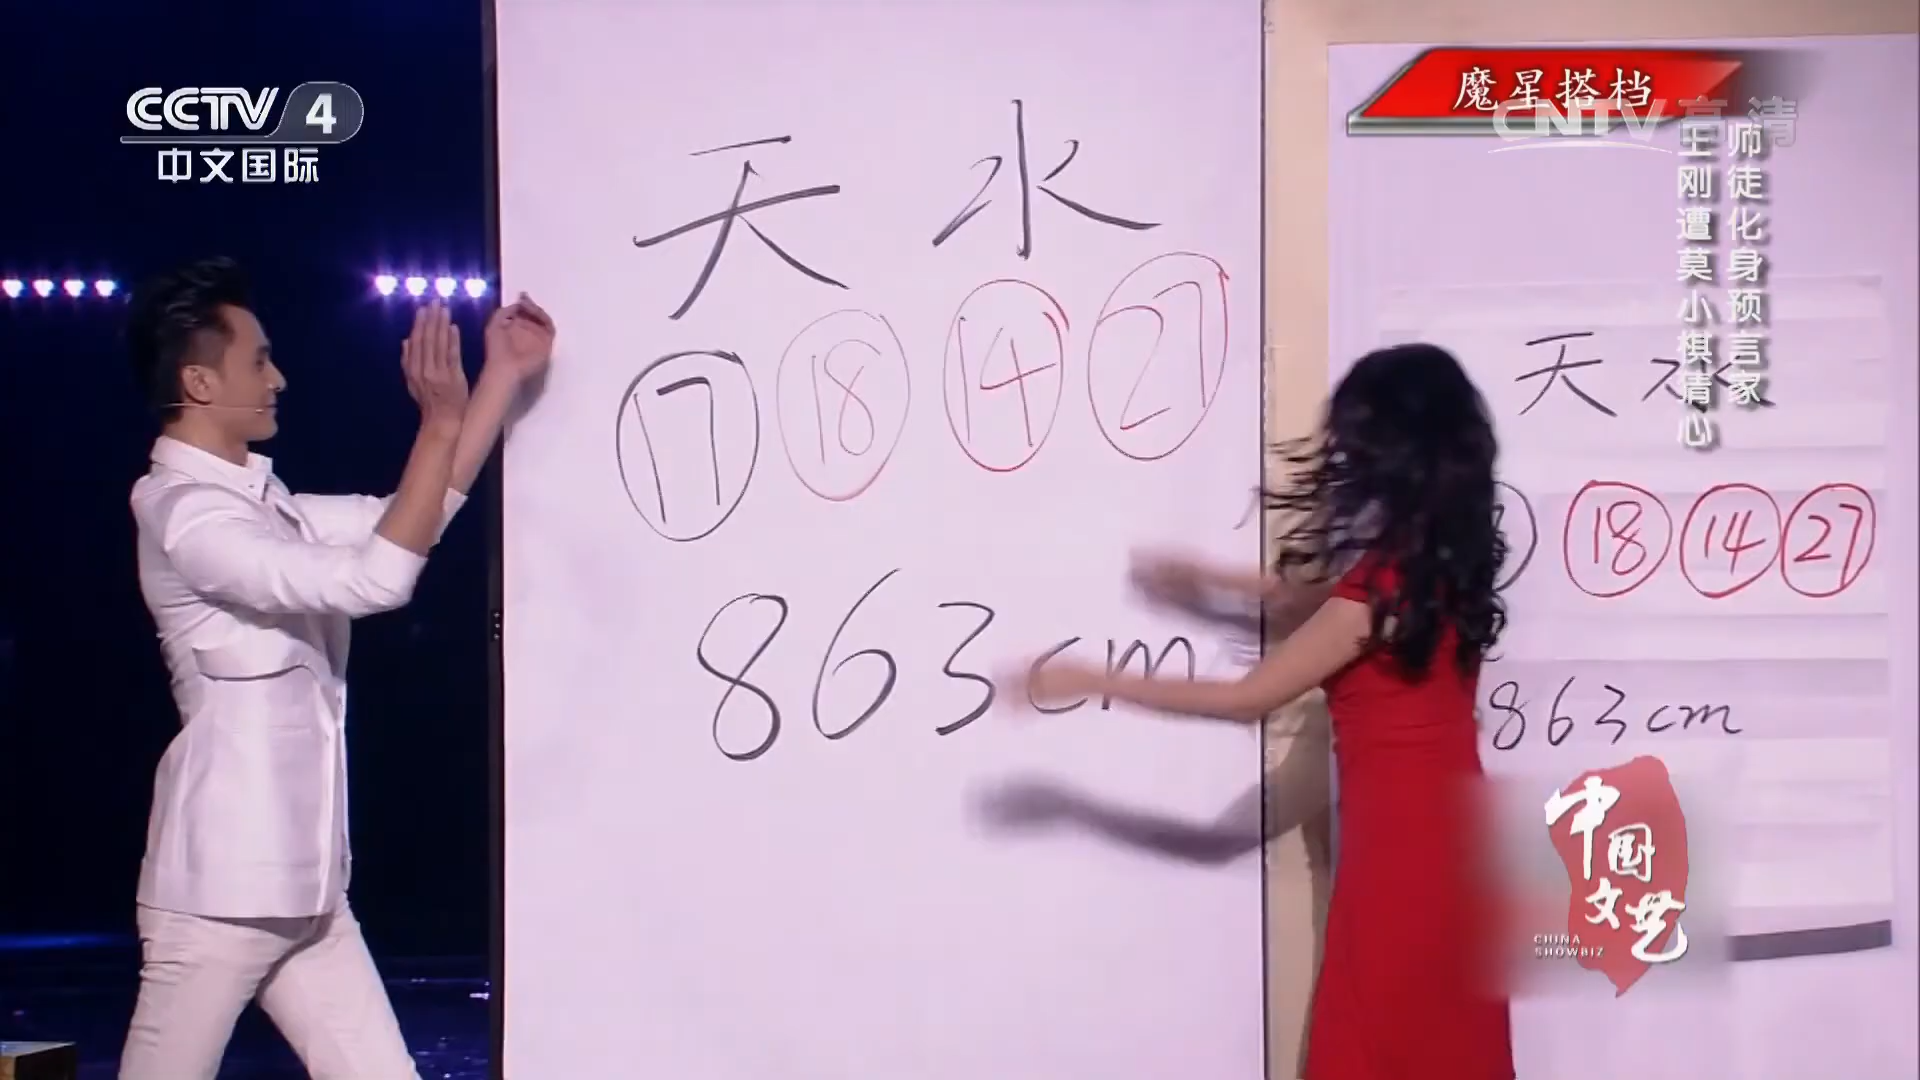 CCTV 4
中文国际
魔星搭档
CNTV 高清
师徒化身预言家
王刚遭莫小棋清心
天 水
17 18 14 27
863cm
天 水
18 14 27
863cm
中国文艺
CHINA
SHOWBIZ